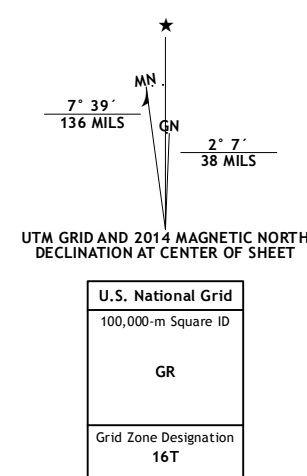 ★
MN
GN
7° 39´
136 MILS
2° 7´
38 MILS
UTM GRID AND 2014 MAGNETIC NORTH
DECLINATION AT CENTER OF SHEET
U.S. National Grid
100,000-m Square ID
GR
Grid Zone Designation
16T